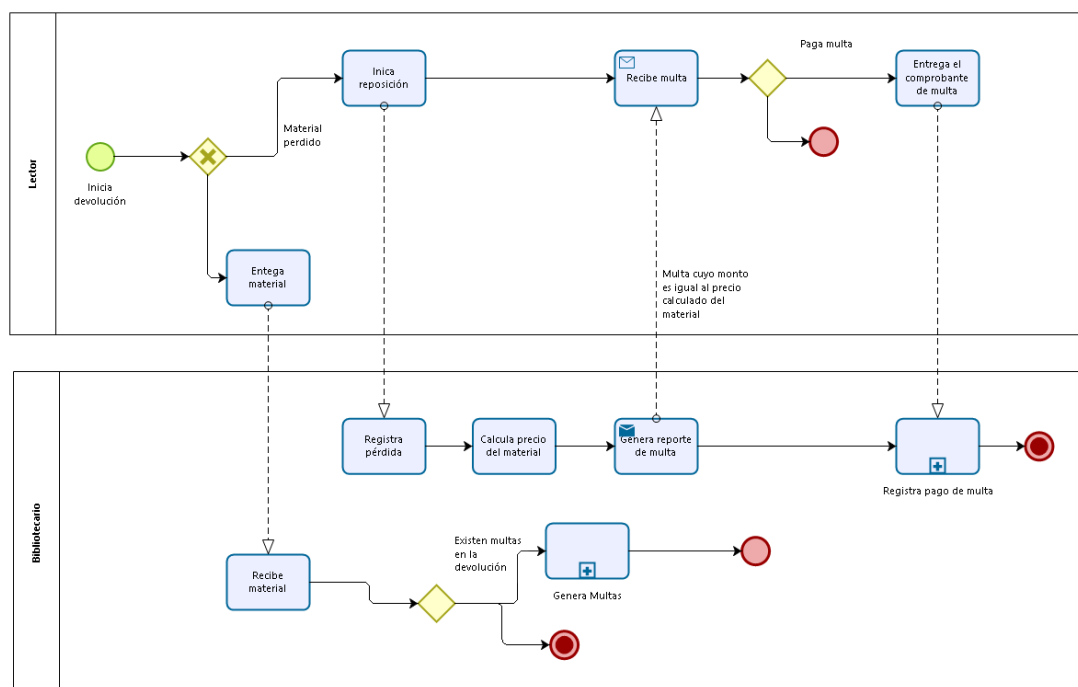 Lector
Inicia
devolución
Material
perdido
Inica
reposición
Recibe multa
Paga multa
Entrega el
comprobante
de multa
Entega
material
Multa cuyo monto
es igual al precio
calculado del
material
Bibliotecario
Registra
pérdida
Calcula precio
del material
Genera reporte
de multa
Registra pago de multa
Recibe
material
Existen multas
en la
devolución
Genera Multas